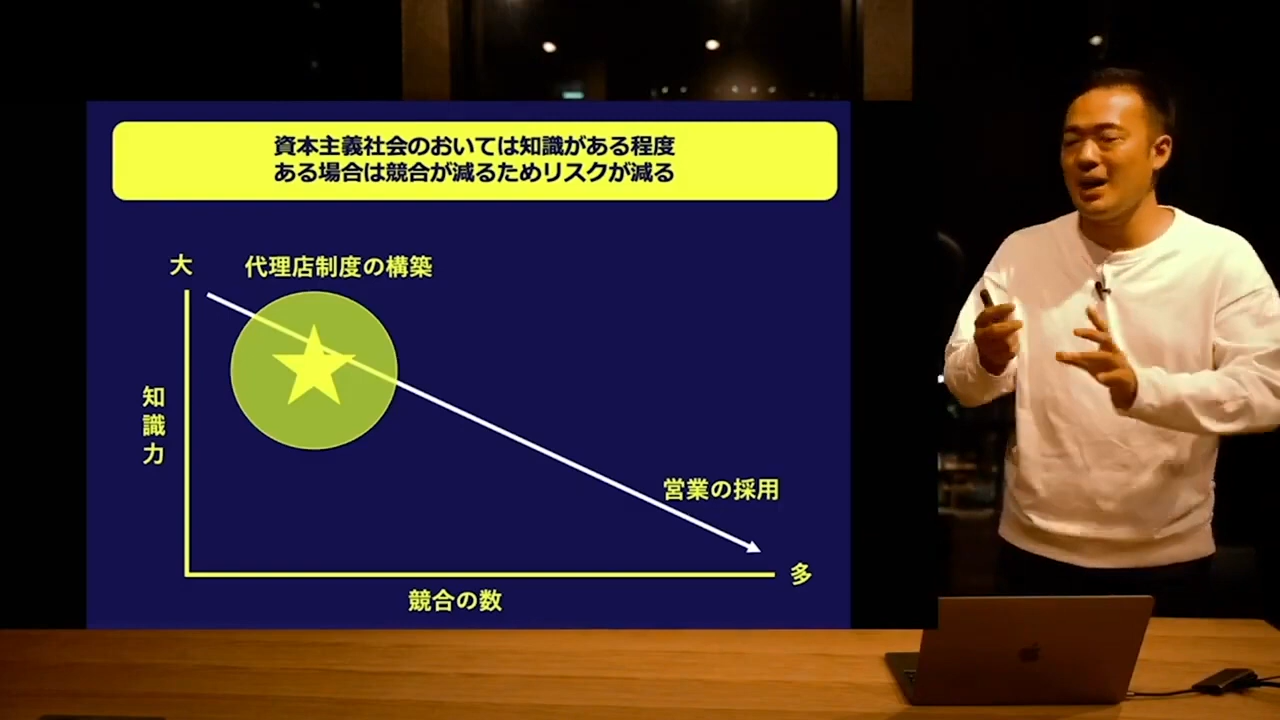 資本主義社会のおいては知識がある程度
ある場合は競合が減るためリスクが減る
大
代理店制度の構築
知識力
営業の採用
多
競合の数